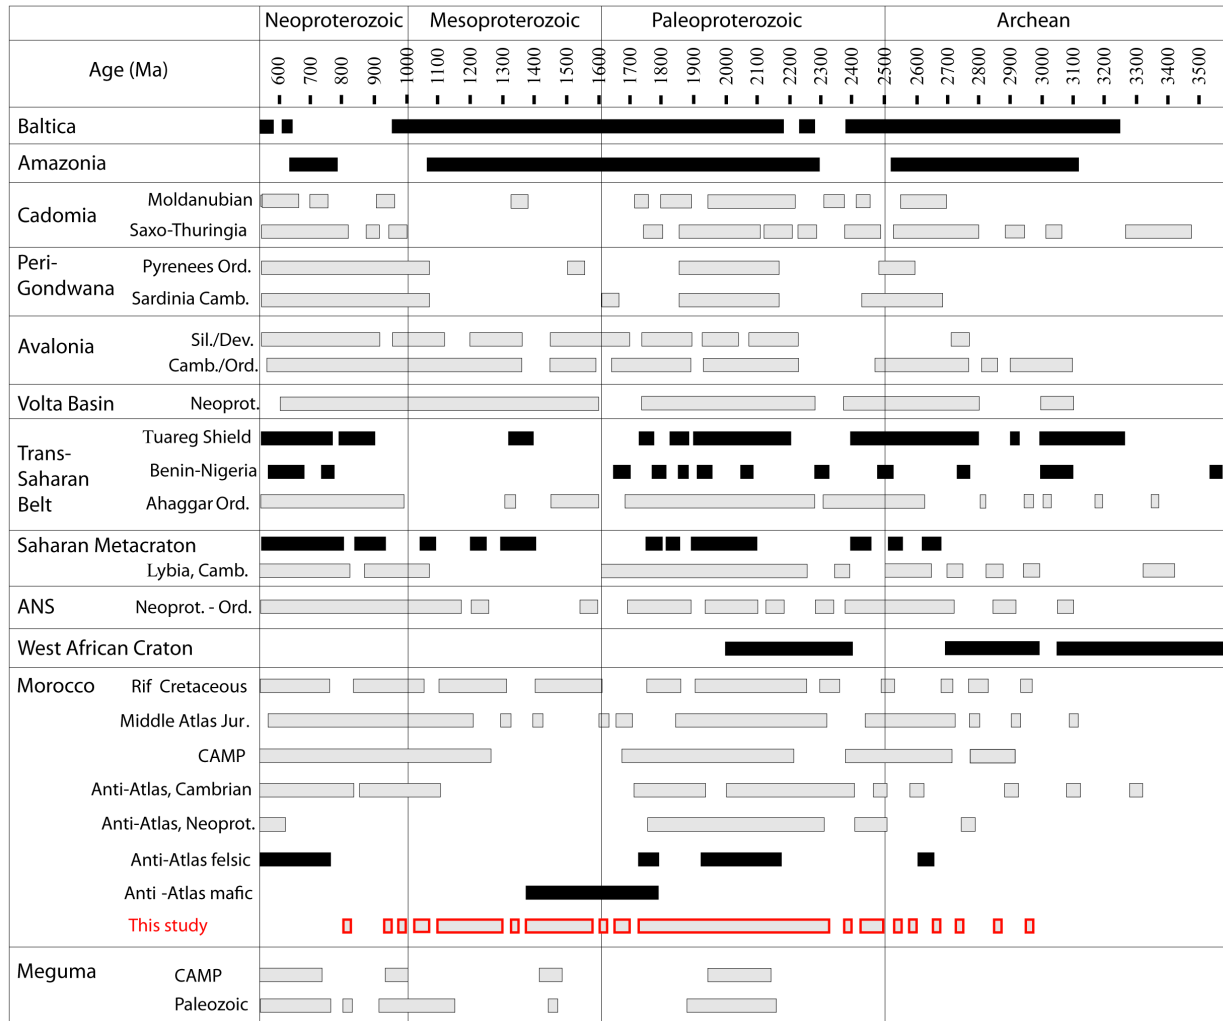 Neoproterozoic Mesoproterozoic Paleoproterozoic Archean
Age (Ma) 600 700 800 900 1000 1100 1200 1300 1400 1500 1600 1700 1800 1900 2000 2100 2200 2300 2400 2500 2600 2700 2800 2900 3000 3100 3200 3300 3400 3500
Baltica
Amazonia
Cadomia
Moldanubian
Saxo-Thuringia
Peri-
Gondwana
Pyrenees Ord.
Sardinia Camb.
Avalonia
Sil./Dev.
Camb./Ord.
Volta Basin Neoprot.
Trans-
Saharan
Belt
Tuareg Shield
Benin-Nigeria
Ahaggar Ord.
Saharan Metacraton
Lybia, Camb.
ANS Neoprot. - Ord.
West African Craton
Morocco Rif Cretaceous
Middle Atlas Jur.
CAMP
Anti-Atlas, Cambrian
Anti-Atlas, Neoprot.
Anti-Atlas felsic
Anti -Atlas mafic
This study
Meguma CAMP
Paleozoic